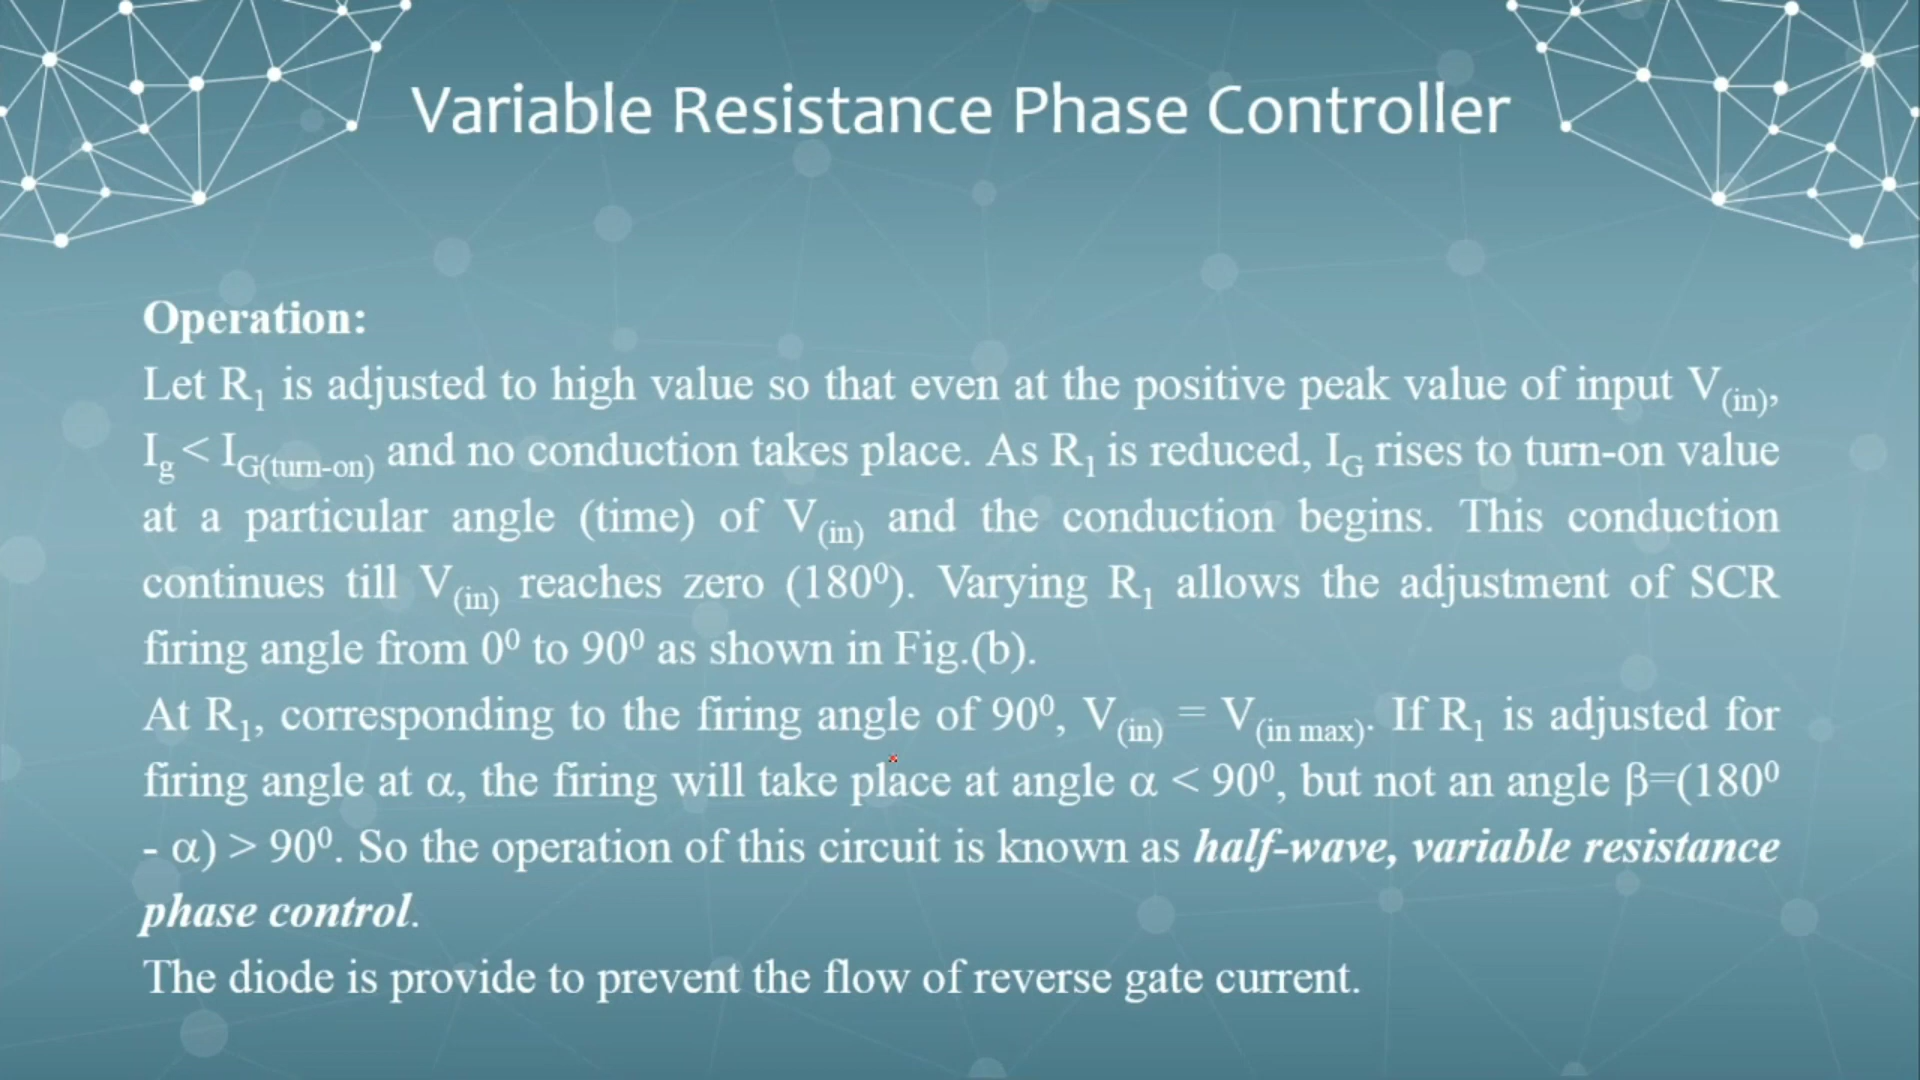 Variable Resistance Phase Controller
Operation:
Let R₁ is adjusted to high value so that even at the positive peak value of input V(in),
Ig < IG(turn-on) and no conduction takes place. As R₁ is reduced, IG rises to turn-on value
at a particular angle (time) of V(in) and the conduction begins. This conduction
continues till V(in) reaches zero (180⁰). Varying R₁ allows the adjustment of SCR
firing angle from 0⁰ to 90⁰ as shown in Fig.(b).
At R₁, corresponding to the firing angle of 90⁰, V(in) = V(in max). If R₁ is adjusted for
firing angle at α, the firing will take place at angle α < 90⁰, but not an angle β=(180⁰
- α) > 90⁰. So the operation of this circuit is known as half-wave, variable resistance
phase control.
The diode is provide to prevent the flow of reverse gate current.